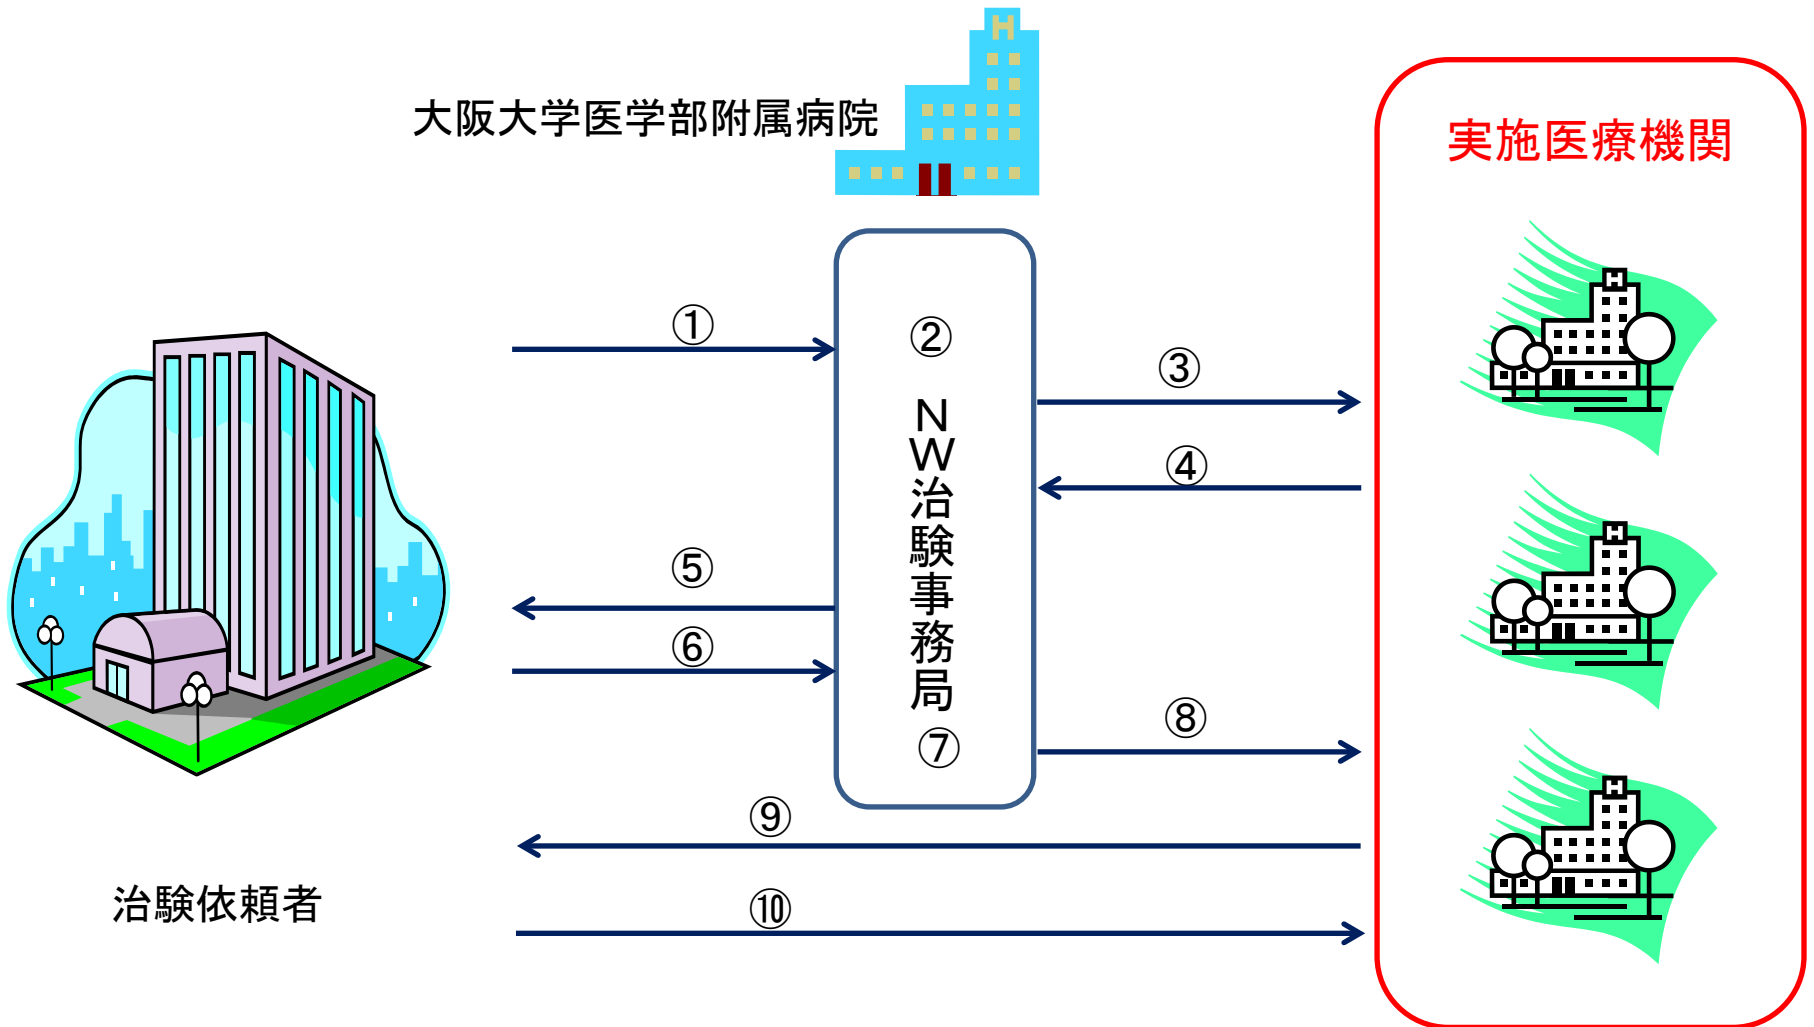 大阪大学医学部附属病院
実施医療機関
①
②
NW治験事務局
③
④
⑤
⑥
⑦
⑧
⑨
治験依頼者
⑩
H